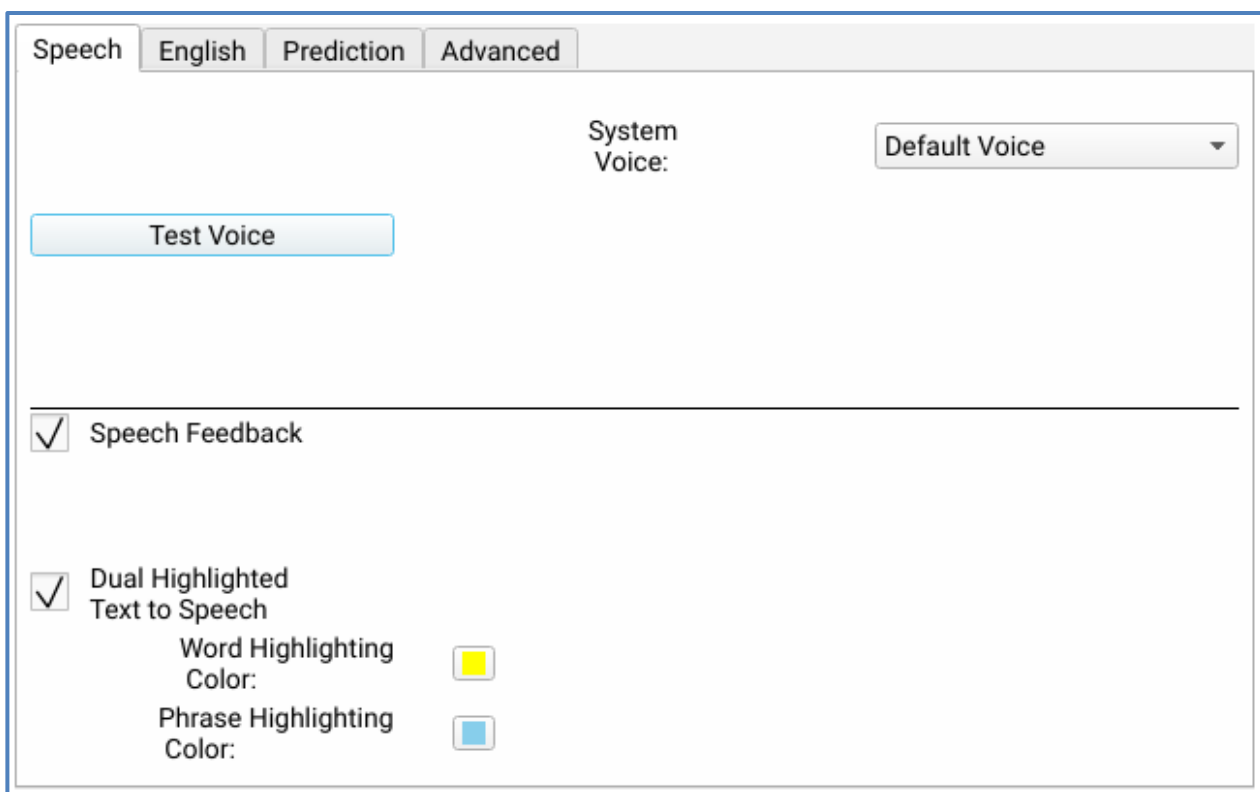 Speech English Prediction Advanced
System
Voice:
Default Voice
Test Voice
Speech Feedback
Dual Highlighted
Text to Speech
Word Highlighting
Color:
Phrase Highlighting
Color: